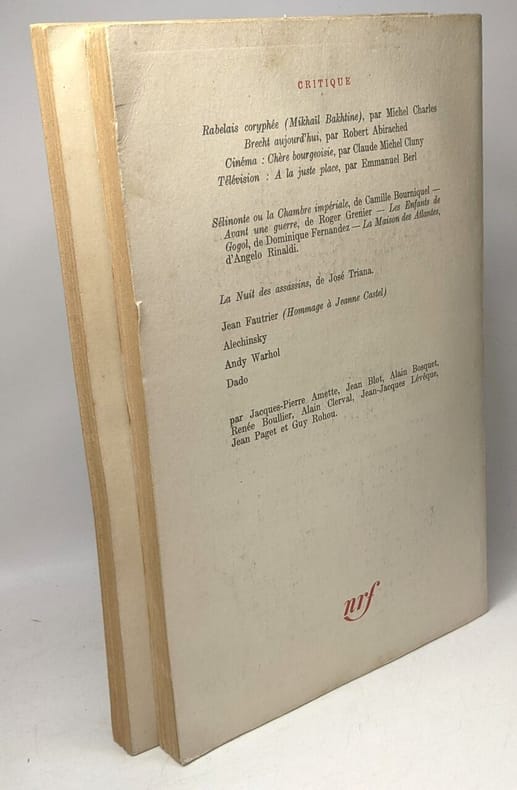 CRITIQUE
Rabelais coryphée (Mikhaïl Bakhtine), par Michel Charles
Brecht aujourd'hui, par Robert Abirached
Cinéma : Chère bourgeoisie, par Claude Michel Cluny
Télévision : A la juste place, par Emmanuel Berl
Sélinonte ou la Chambre impériale, de Camille Bourniquel —
Avant une guerre, de Roger Grenier — Les Enfants de
Gogol, de Dominique Fernandez — La Maison des Atlantes,
d'Angelo Rinaldi.
La Nuit des assassins, de José Triana.
Jean Fautrier (Hommage à Jeanne Castel)
Alechinsky
Andy Warhol
Dado
par Jacques-Pierre Amette, Jean Blot, Alain Bosquet,
Renée Boullier, Alain Clerval, Jean-Jacques Lévêque,
Jean Paget et Guy Rohou.
nrf